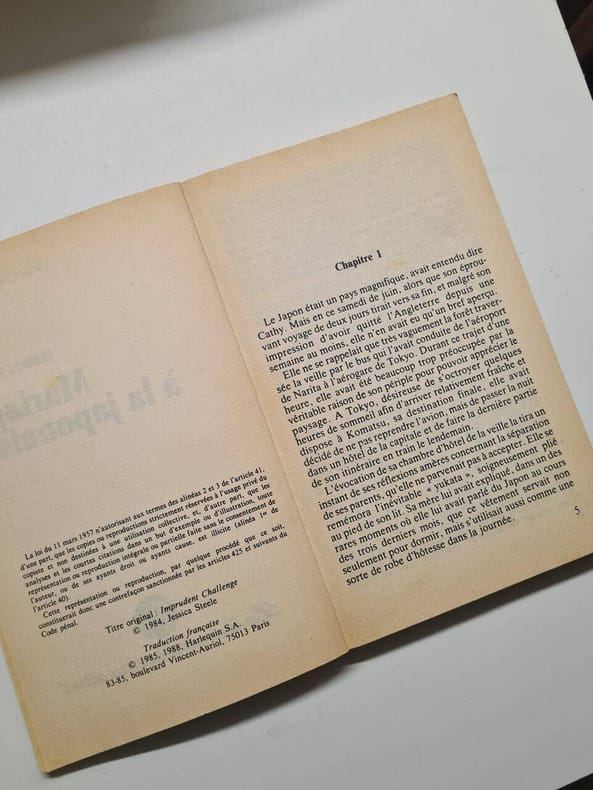 La loi du 11 mars 1957 n'autorisant aux termes des alinéas 2 et 3 de l'article 41,
d'une part, que les copies ou reproductions strictement réservées à l'usage privé du
copiste et non destinées à une utilisation collective, et, d'autre part, que les
analyses et les courtes citations dans un but d'exemple ou d'illustration, toute
représentation ou reproduction intégrale ou partielle faite sans le consentement de
l'auteur, ou de ses ayants droit ou ayants cause, est illicite (alinéa 1er de
l'article 40).
Cette représentation ou reproduction, par quelque procédé que ce soit,
constituerait donc une contrefaçon sanctionnée par les articles 425 et suivants du
Code pénal.
Titre original : Imprudent Challenge
© 1984, Jessica Steele
Traduction française
© 1985, 1988, Harlequin S.A.
83-85, boulevard Vincent-Auriol, 75013 Paris
Chapitre 1
Le Japon était un pays magnifique, avait entendu dire
Cathy. Mais en ce samedi de juin, alors que son éprou-
vant voyage de deux jours tirait vers sa fin, et malgré son
impression d'avoir quitté l'Angleterre depuis une
semaine au moins, elle n'en avait eu qu'un bref aperçu.
Elle ne se rappelait que très vaguement la forêt traver-
sée la veille par le bus qui l'avait conduite de l'aéroport
de Narita à l'aérogare de Tokyo. Durant ce trajet d'une
heure, elle avait été beaucoup trop préoccupée par la
véritable raison de son périple pour pouvoir apprécier le
paysage. A Tokyo, désireuse de s'octroyer quelques
heures de sommeil afin d'arriver relativement fraîche et
dispose à Komatsu, sa destination finale, elle avait
décidé de ne pas reprendre l'avion, mais de passer la nuit
dans un hôtel de la capitale et de faire la dernière partie
de son itinéraire en train le lendemain.
L'évocation de sa chambre d'hôtel de la veille la tira un
instant de ses réflexions amères concernant la séparation
de ses parents, qu'elle ne parvenait pas à accepter. Elle se
remémora l'inévitable « yukata », soigneusement plié
au pied de son lit. Sa mère lui avait expliqué, dans un des
rares moments où elle lui avait parlé du Japon au cours
des trois derniers mois, que ce vêtement servait non
seulement pour dormir, mais s'utilisait aussi comme une
sorte de robe d'hôtesse dans la journée.
5